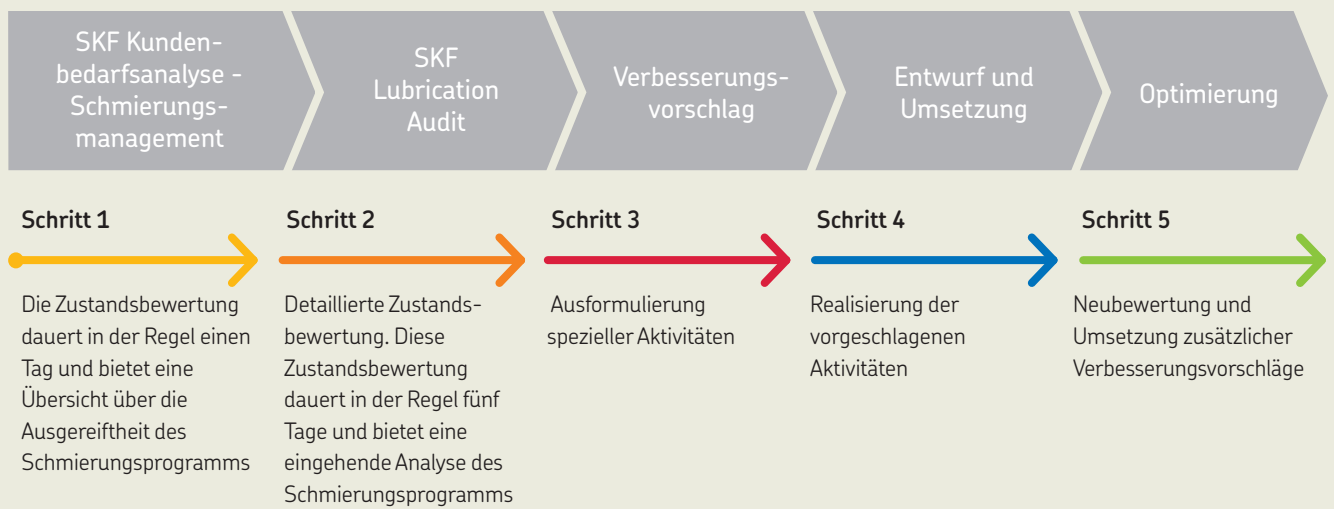 SKF Kunden-
bedarfsanalyse -
Schmierungs-
management
SKF
Lubrication
Audit
Verbesserungs-
vorschlag
Entwurf und
Umsetzung
Optimierung
Schritt 1
Die Zustandsbewertung
dauert in der Regel einen
Tag und bietet eine
Übersicht über die
Ausgereiftheit des
Schmierungsprogramms
Schritt 2
Detaillierte Zustands-
bewertung. Diese
Zustandsbewertung
dauert in der Regel fünf
Tage und bietet eine
eingehende Analyse des
Schmierungsprogramms
Schritt 3
Ausformulierung
spezieller Aktivitäten
Schritt 4
Realisierung der
vorgeschlagenen
Aktivitäten
Schritt 5
Neubewertung und
Umsetzung zusätzlicher
Verbesserungsvorschläge